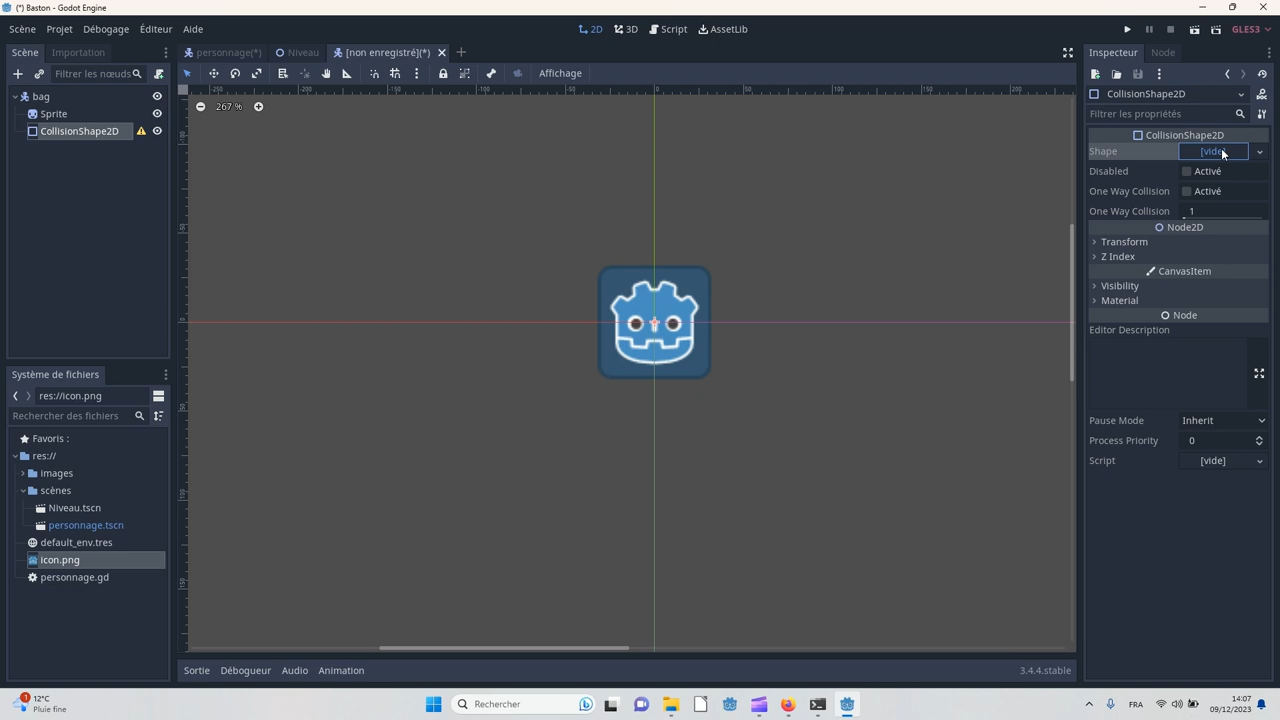 (*) Baston - Godot Engine
Scène
Projet
Débogage
Éditeur
Aide
2D
3D
Script
AssetLib
GLES3
Scène
Importation
personnage(*)
Niveau
[non enregistré](*)
Inspecteur
Node
Filtrer les nœuds
Affichage
bag
Sprite
CollisionShape2D
267 %
CollisionShape2D
Filtrer les propriétés
CollisionShape2D
Shape
[vide]
Disabled
Activé
One Way Collision
Activé
One Way Collision
1
Node2D
Transform
Z Index
CanvasItem
Visibility
Material
Node
Editor Description
Pause Mode
Inherit
Process Priority
0
Script
[vide]
Système de fichiers
res://icon.png
Rechercher des fichiers
Favoris :
res://
images
scènes
Niveau.tscn
personnage.tscn
default_env.tres
icon.png
personnage.gd
Sortie
Débogueur
Audio
Animation
3.4.4.stable
1
12°C
Pluie fine
Rechercher
FRA
14:07
09/12/2023